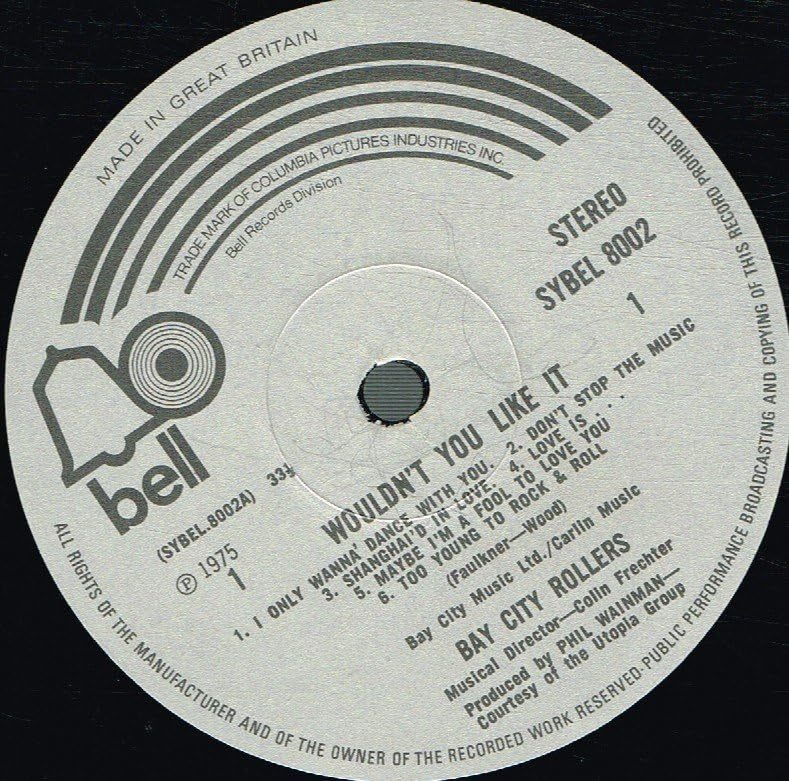 MADE IN GREAT BRITAIN
TRADE MARK OF COLUMBIA PICTURES INDUSTRIES INC.
Bell Records Division
STEREO
SYBEL 8002
1
bell
(SYBEL.8002A) 33⅓
Ⓟ 1975
1
WOULDN'T YOU LIKE IT
1. I ONLY WANNA' DANCE WITH YOU. 2. DON'T STOP THE MUSIC
3. SHANGHAI'D IN LOVE. 4. LOVE IS . . .
5. MAYBE I'M A FOOL TO LOVE YOU
6. TOO YOUNG TO ROCK & ROLL
(Faulkner—Wood)
Bay City Music Ltd./Carlin Music
BAY CITY ROLLERS
Musical Director—Colin Frechter
Produced by PHIL WAINMAN—
Courtesy of the Utopia Group
ALL RIGHTS OF THE MANUFACTURER AND OF THE OWNER OF THE RECORDED WORK RESERVED·PUBLIC PERFORMANCE BROADCASTING AND COPYING OF THIS RECORD PROHIBITED